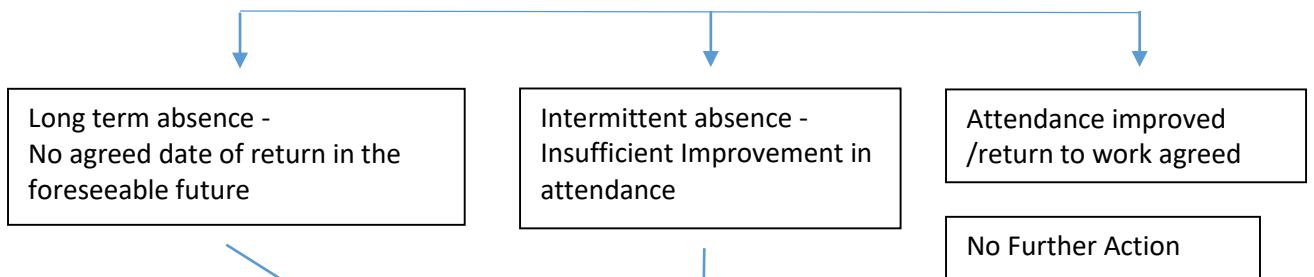 Long term absence -
No agreed date of return in the
foreseeable future
Intermittent absence -
Insufficient Improvement in
attendance
Attendance improved
/return to work agreed
No Further Action